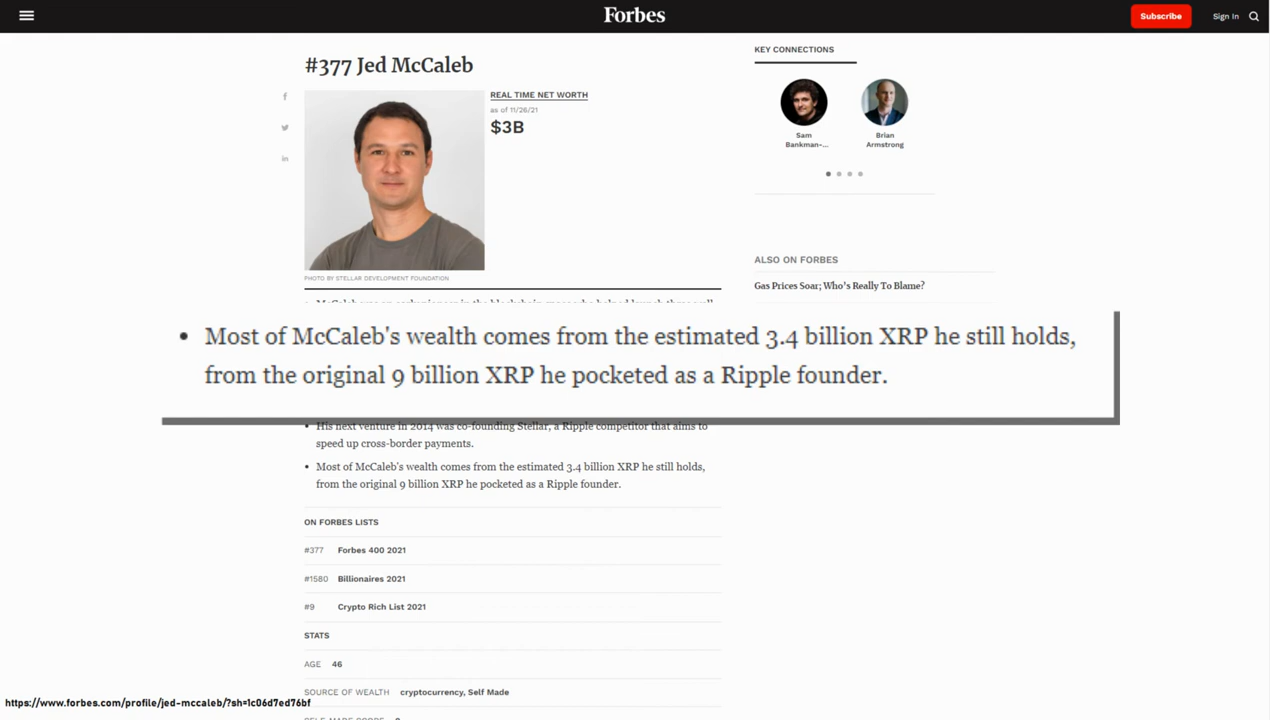 Forbes
Subscribe
Sign In
#377 Jed McCaleb
REAL TIME NET WORTH
as of 11/26/21
$3B
PHOTO BY STELLAR DEVELOPMENT FOUNDATION
KEY CONNECTIONS
Sam
Bankman-...
Brian
Armstrong
ALSO ON FORBES
Gas Prices Soar; Who's Really To Blame?
• Most of McCaleb's wealth comes from the estimated 3.4 billion XRP he still holds,
from the original 9 billion XRP he pocketed as a Ripple founder.
• His next venture in 2014 was co-founding Stellar, a Ripple competitor that aims to
speed up cross-border payments.
• Most of McCaleb's wealth comes from the estimated 3.4 billion XRP he still holds,
from the original 9 billion XRP he pocketed as a Ripple founder.
ON FORBES LISTS
#377 Forbes 400 2021
#1580 Billionaires 2021
#9 Crypto Rich List 2021
STATS
AGE 46
SOURCE OF WEALTH cryptocurrency, Self Made
https://www.forbes.com/profile/jed-mccaleb/?sh=1c06d7ed76bf